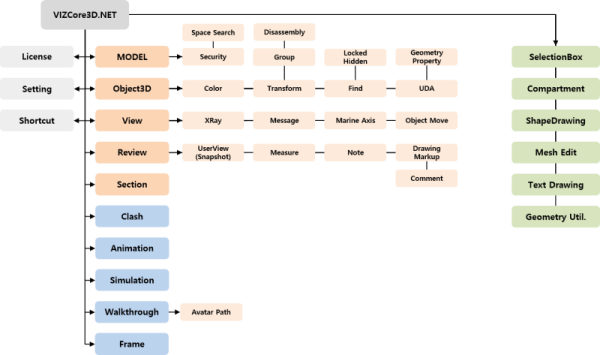 VIZCore3D.NET
Space Search
Disassembly
Locked
Hidden
Geometry
Property
License
MODEL
Security
Group
SelectionBox
Setting
Object3D
Color
Transform
Find
UDA
Compartment
Shortcut
View
XRay
Message
Marine Axis
Object Move
ShapeDrawing
Review
UserView
(Snapshot)
Measure
Note
Drawing
Markup
Mesh Edit
Comment
Section
Text Drawing
Clash
Geometry Util.
Animation
Simulation
Walkthrough
Avatar Path
Frame